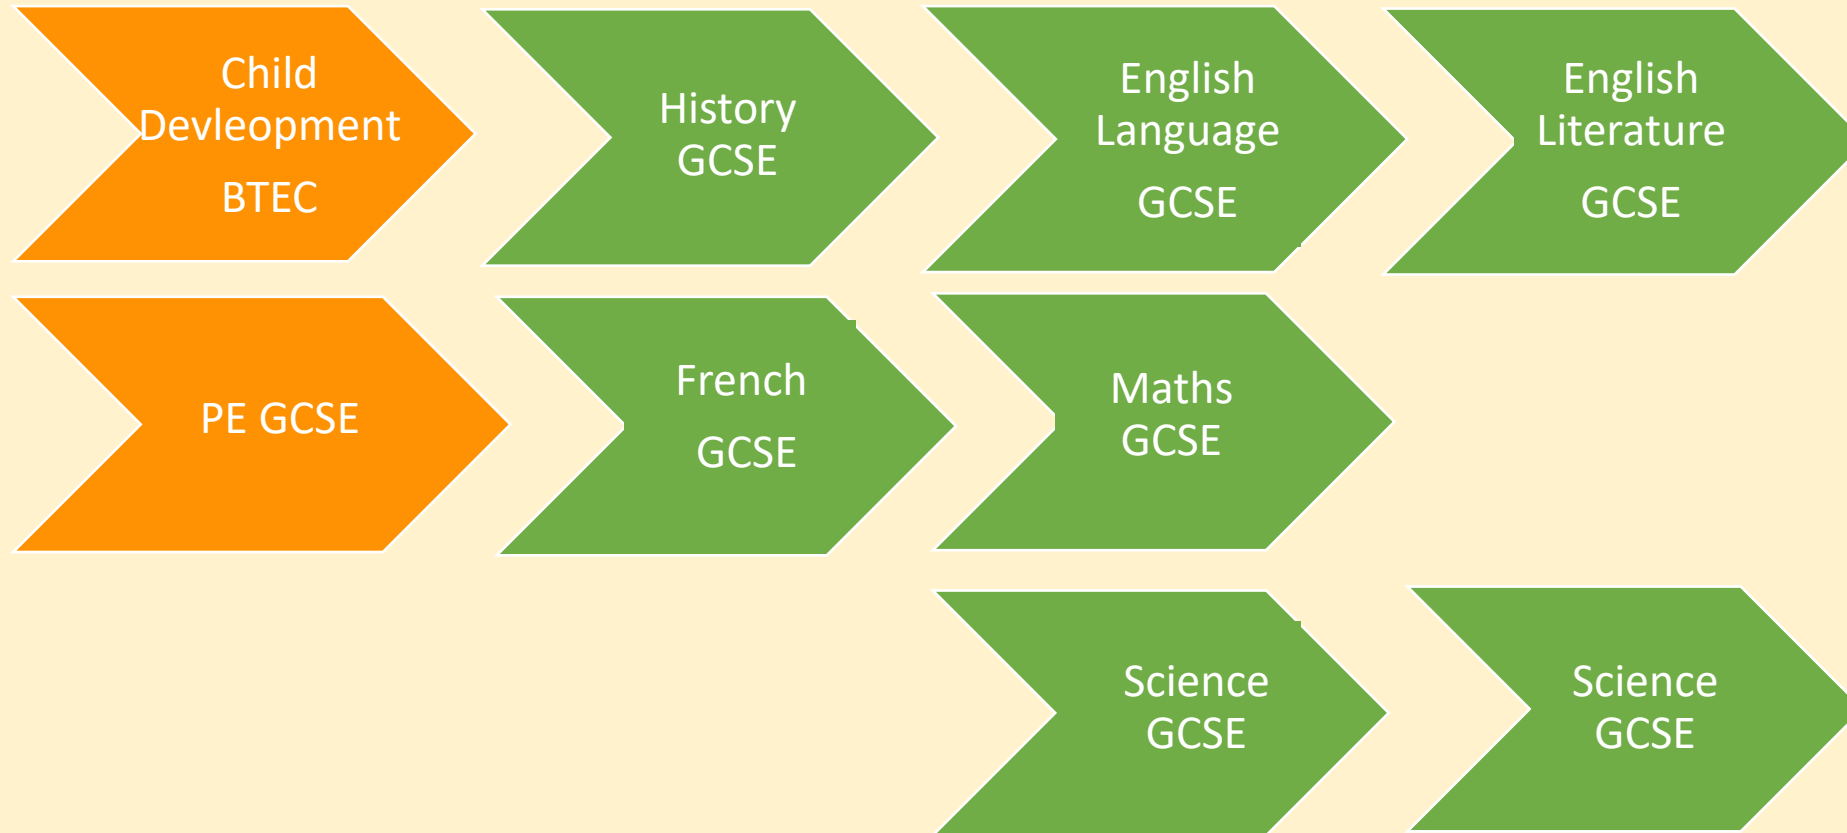 Child
Devleopment
BTEC
History
GCSE
English
Language
GCSE
English
Literature
GCSE
PE GCSE
French
GCSE
Maths
GCSE
Science
GCSE
Science
GCSE